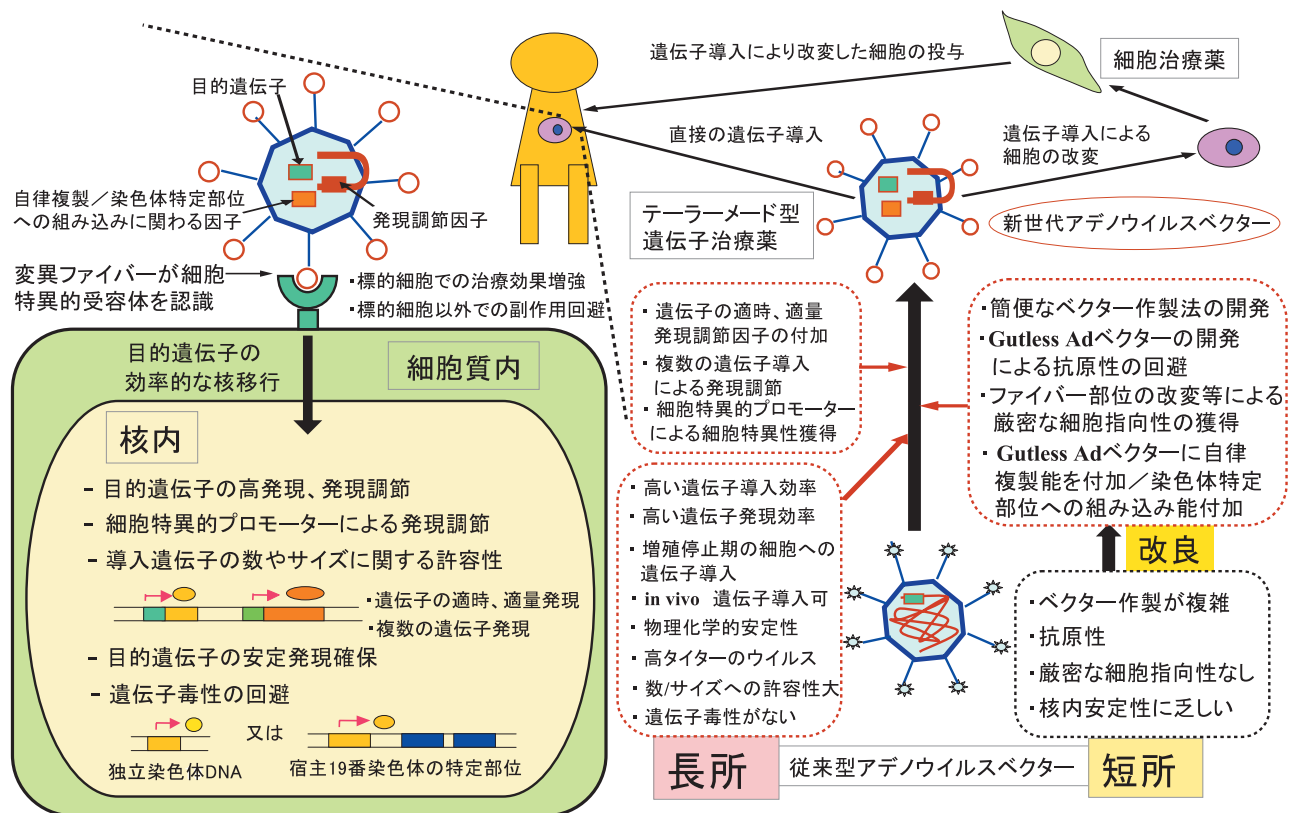 目的遺伝子
自律複製／染色体特定部位
への組み込みに関わる因子
発現調節因子
変異ファイバーが細胞
特異的受容体を認識
・標的細胞での治療効果増強
・標的細胞以外での副作用回避
目的遺伝子の
効率的な核移行
細胞質内
核内
－ 目的遺伝子の高発現、発現調節
－ 細胞特異的プロモーターによる発現調節
－ 導入遺伝子の数やサイズに関する許容性
・遺伝子の適時、適量発現
・複数の遺伝子発現
－ 目的遺伝子の安定発現確保
－ 遺伝子毒性の回避
又は
独立染色体DNA
宿主19番染色体の特定部位
遺伝子導入により改変した細胞の投与
細胞治療薬
直接の遺伝子導入
遺伝子導入による
細胞の改変
テーラーメード型
遺伝子治療薬
新世代アデノウイルスベクター
・遺伝子の適時、適量
発現調節因子の付加
・複数の遺伝子導入
による発現調節
・細胞特異的プロモーター
による細胞特異性獲得
・簡便なベクター作製法の開発
・Gutless Adベクターの開発
による抗原性の回避
・ファイバー部位の改変等による
厳密な細胞指向性の獲得
・Gutless Adベクターに自律
複製能を付加／染色体特定
部位への組み込み能付加
改良
・高い遺伝子導入効率
・高い遺伝子発現効率
・増殖停止期の細胞への
遺伝子導入
・in vivo 遺伝子導入可
・物理化学的安定性
・高タイターのウイルス
・数/サイズへの許容性大
・遺伝子毒性がない
・ベクター作製が複雑
・抗原性
・厳密な細胞指向性なし
・核内安定性に乏しい
長所
従来型アデノウイルスベクター
短所